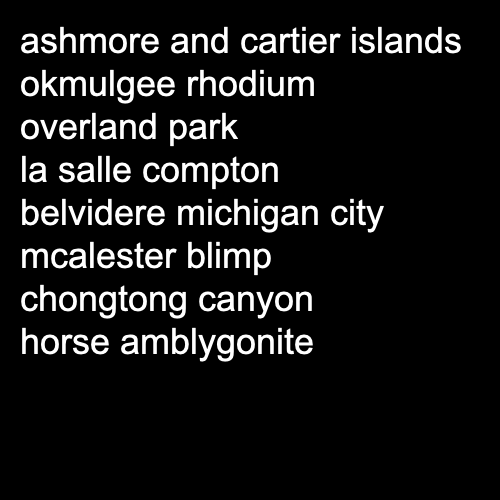 ashmore and cartier islands
okmulgee rhodium
overland park
la salle compton
belvidere michigan city
mcalester blimp
chongtong canyon
horse amblygonite